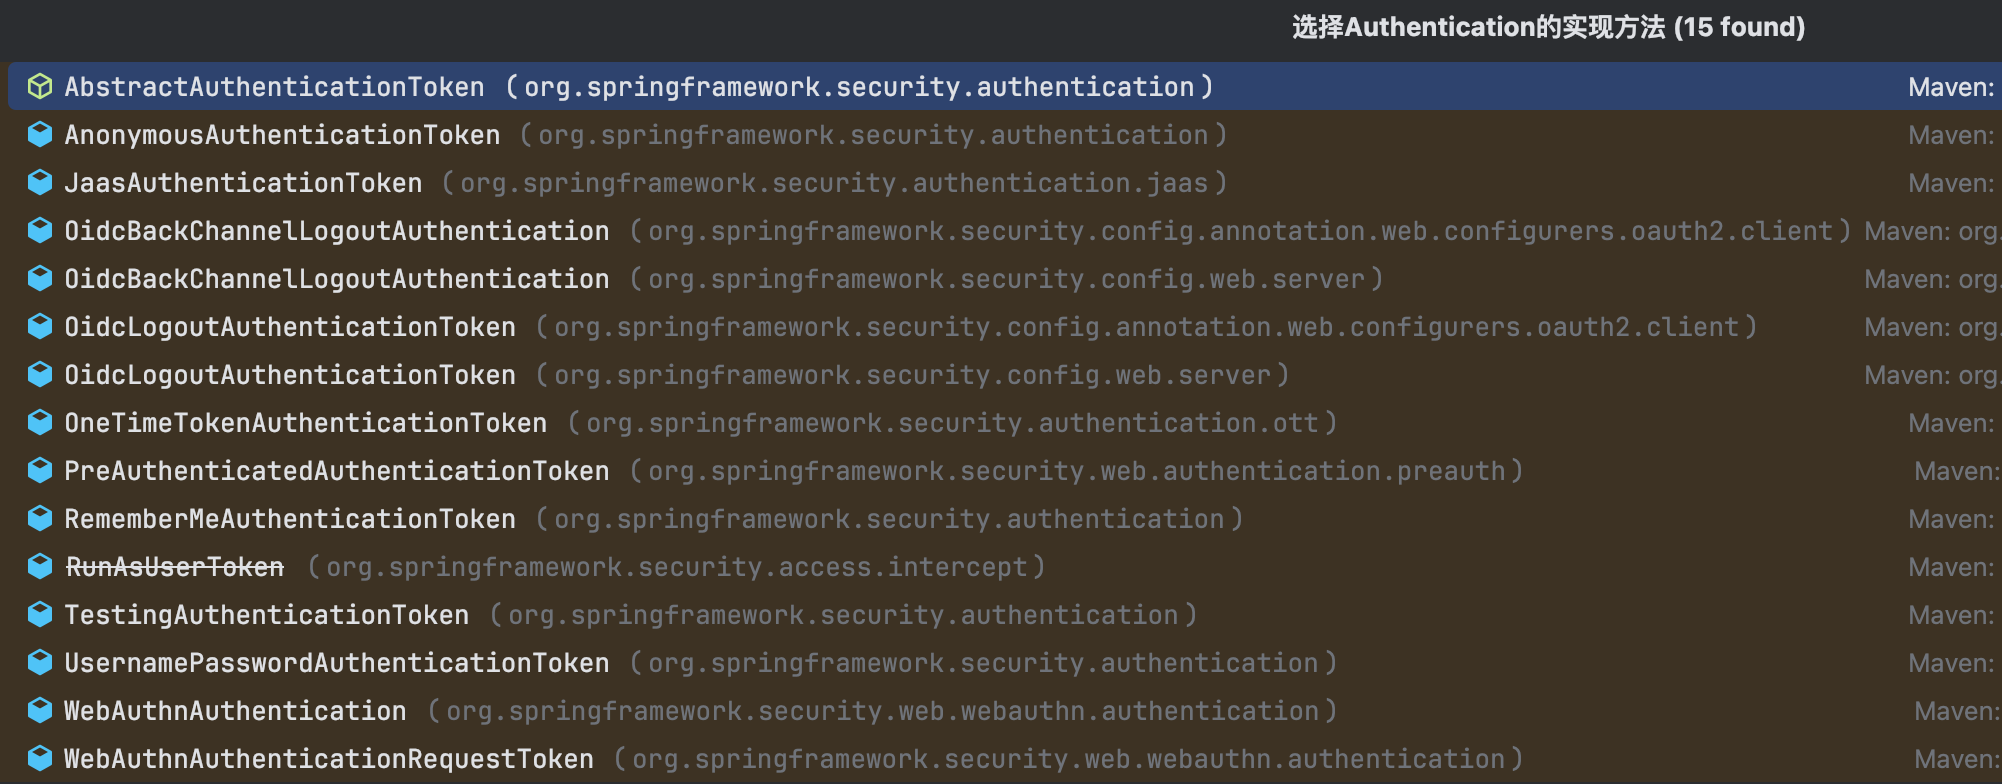 选择Authentication的实现方法 (15 found)
AbstractAuthenticationToken (org.springframework.security.authentication) Maven:
AnonymousAuthenticationToken (org.springframework.security.authentication) Maven:
JaasAuthenticationToken (org.springframework.security.authentication.jaas) Maven:
OidcBackChannelLogoutAuthentication (org.springframework.security.config.annotation.web.configurers.oauth2.client) Maven: org.
OidcBackChannelLogoutAuthentication (org.springframework.security.config.web.server) Maven: org.
OidcLogoutAuthenticationToken (org.springframework.security.config.annotation.web.configurers.oauth2.client) Maven: org.
OidcLogoutAuthenticationToken (org.springframework.security.config.web.server) Maven: org.
OneTimeTokenAuthenticationToken (org.springframework.security.authentication.ott) Maven:
PreAuthenticatedAuthenticationToken (org.springframework.security.web.authentication.preauth) Maven:
RememberMeAuthenticationToken (org.springframework.security.authentication) Maven:
RunAsUserToken (org.springframework.security.access.intercept) Maven:
TestingAuthenticationToken (org.springframework.security.authentication) Maven:
UsernamePasswordAuthenticationToken (org.springframework.security.authentication) Maven:
WebAuthnAuthentication (org.springframework.security.web.webauthn.authentication) Maven:
WebAuthnAuthenticationRequestToken (org.springframework.security.web.webauthn.authentication) Maven: